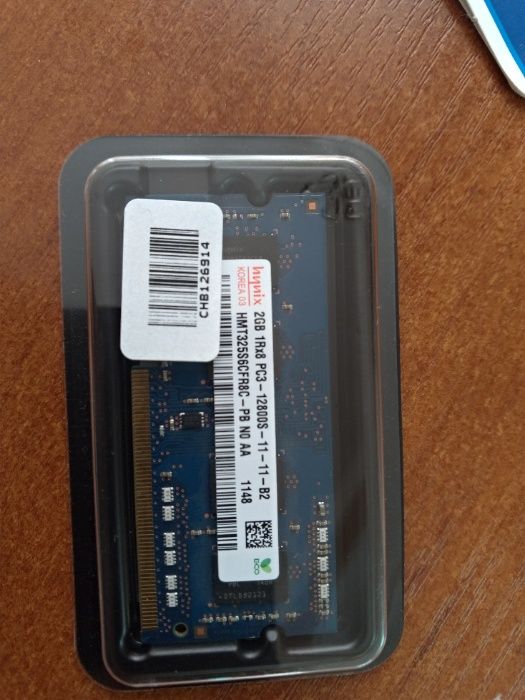 CHB126914
hynix
KOREA 03
2GB 1Rx8 PC3-12800S-11-11-B2
HMT325S6CFR8C-PB N0 AA 1148
eco